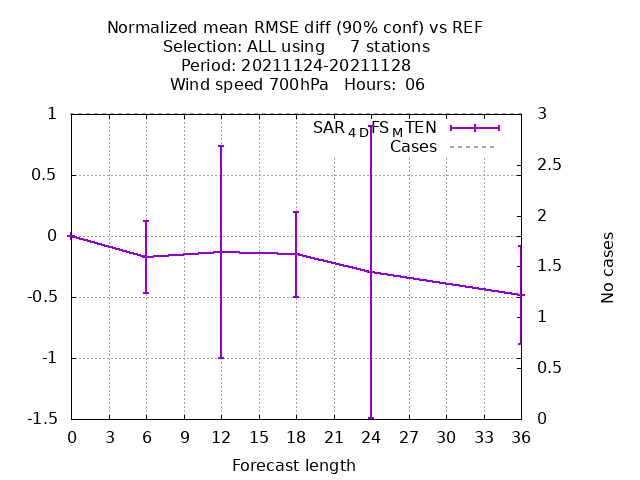 Normalized mean RMSE diff (90% conf) vs REF
Selection: ALL using     7 stations
Period: 20211124-20211128
Wind speed 700hPa   Hours:  06
SAR4DFSMTEN
Cases
1
0.5
0
-0.5
-1
-1.5
3
2.5
2
1.5
1
0.5
0
No cases
0 3 6 9 12 15 18 21 24 27 30 33 36
Forecast length